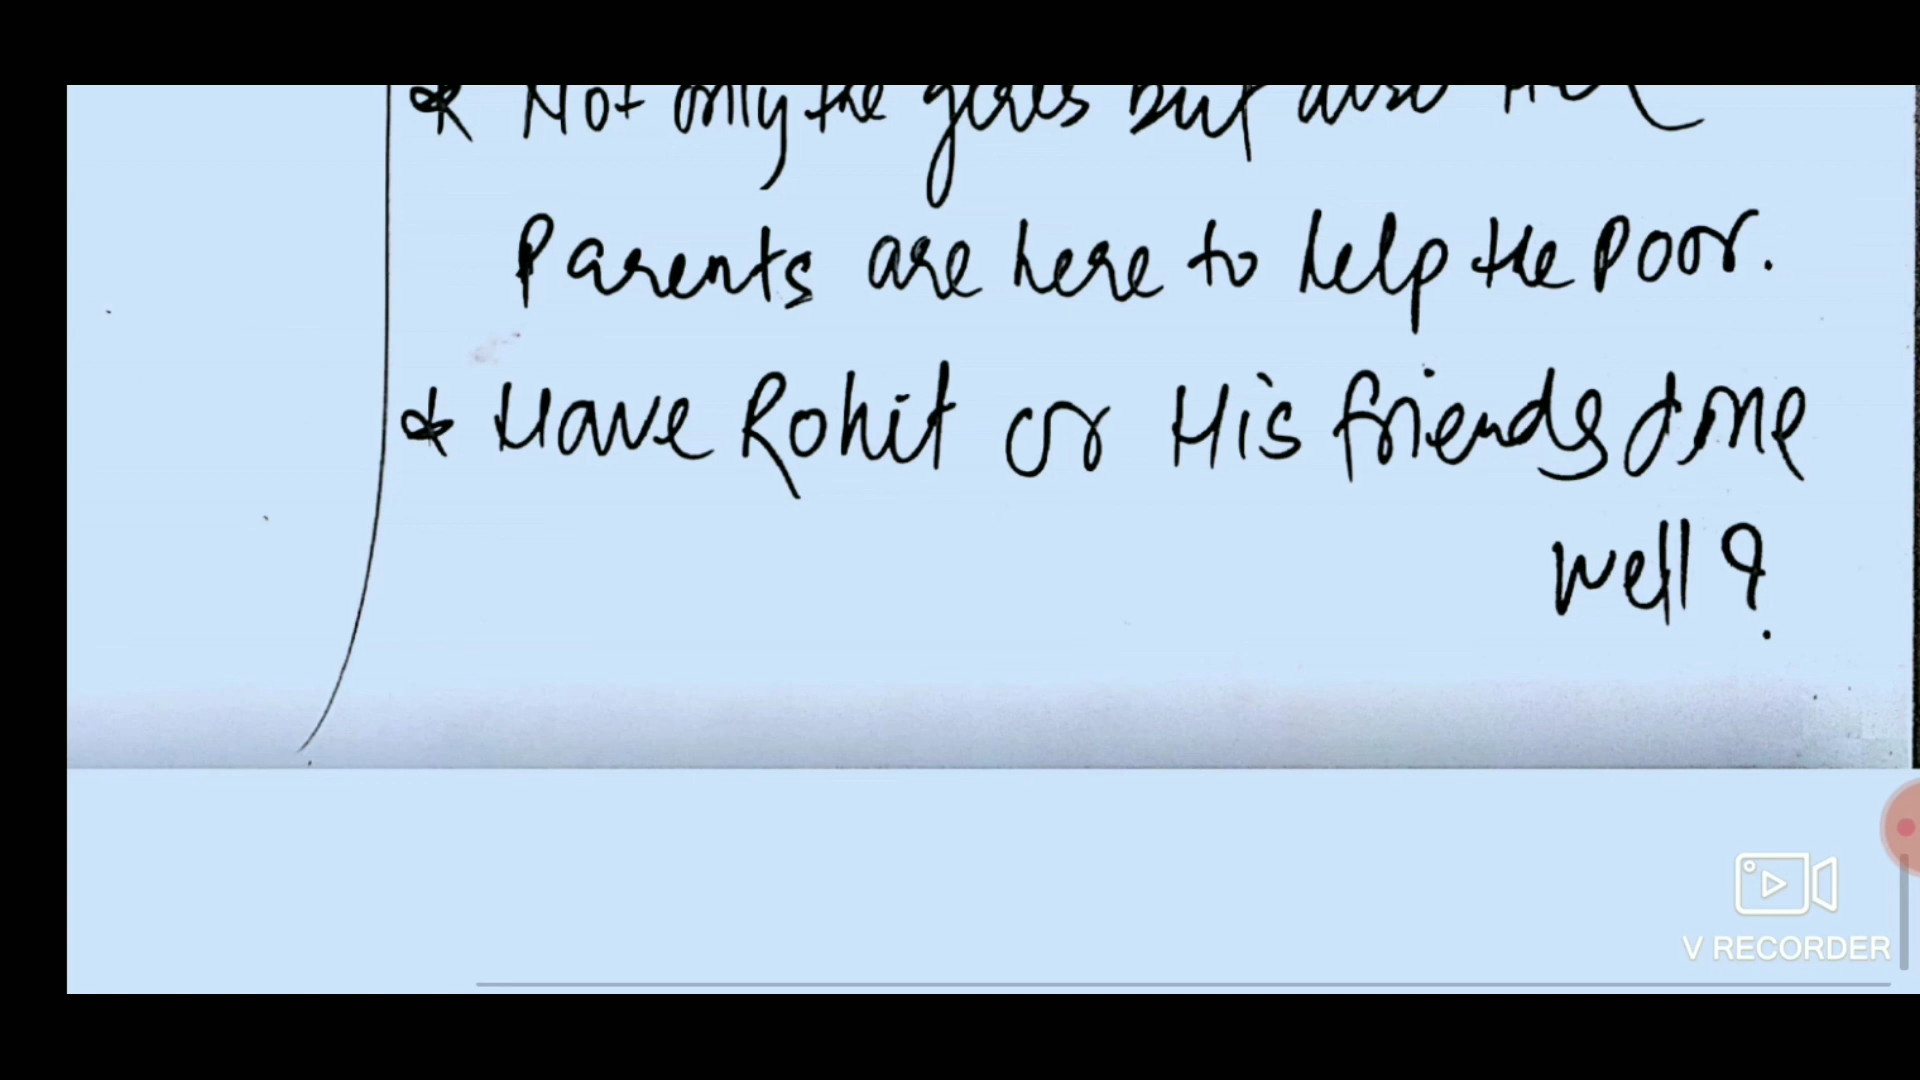 * Not only the girls but also
Parents are here to help the Poor.
* Have Rohit or His friends done
well?
V RECORDER